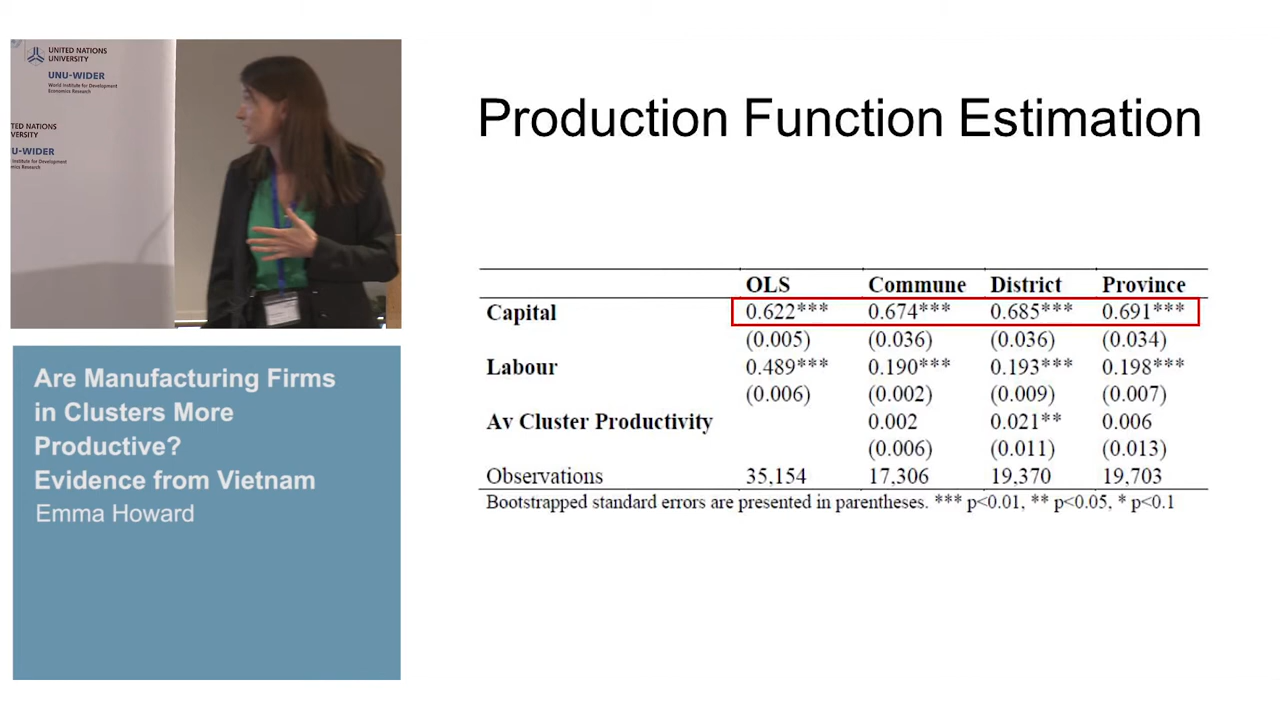 UNITED NATIONS
UNIVERSITY
UNU-WIDER
World Institute for Development
Economics Research
TED NATIONS
VERSITY
U-WIDER
Institute for Development
ics Research
Are Manufacturing Firms
in Clusters More
Productive?
Evidence from Vietnam
Emma Howard
Production Function Estimation
OLS Commune District Province
Capital 0.622*** 0.674*** 0.685*** 0.691***
(0.005) (0.036) (0.036) (0.034)
Labour 0.489*** 0.190*** 0.193*** 0.198***
(0.006) (0.002) (0.009) (0.007)
Av Cluster Productivity 0.002 0.021** 0.006
(0.006) (0.011) (0.013)
Observations 35,154 17,306 19,370 19,703
Bootstrapped standard errors are presented in parentheses. *** p<0.01, ** p<0.05, * p<0.1